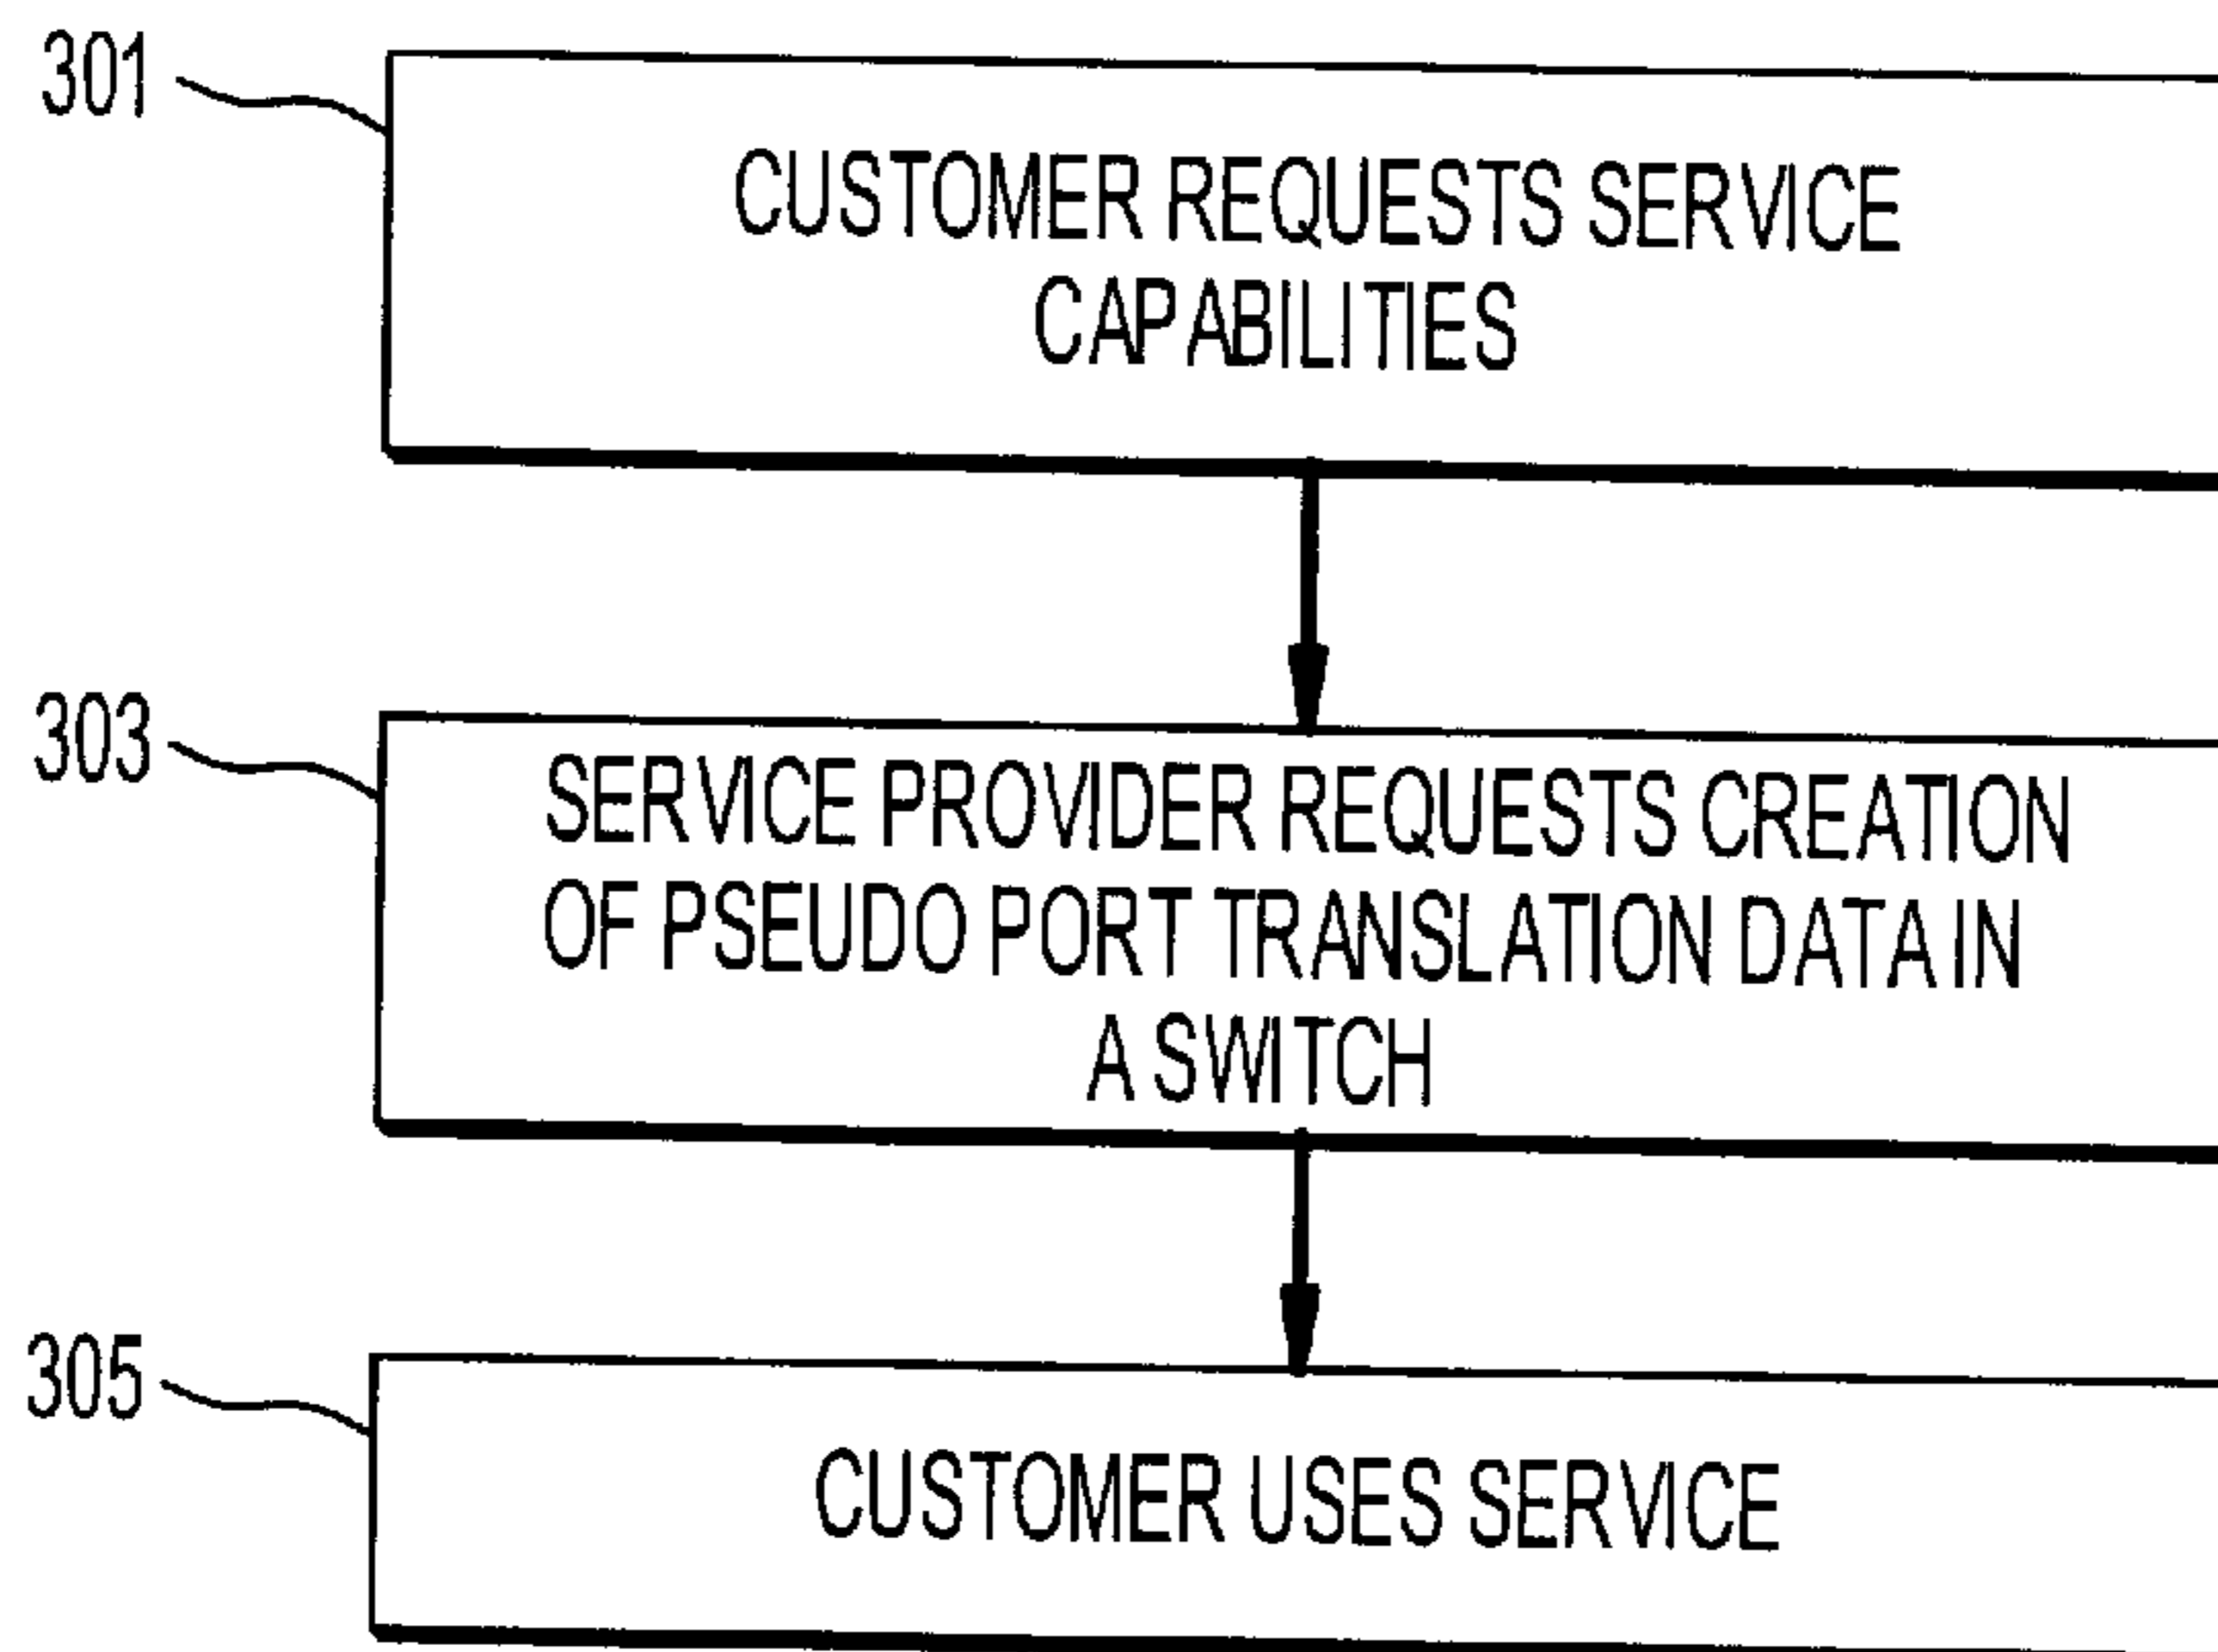 301
CUSTOMER REQUESTS SERVICE
CAPABILITIES
303
SERVICE PROVIDER REQUESTS CREATION
OF PSEUDO PORT TRANSLATION DATA IN
A SWITCH
305
CUSTOMER USES SERVICE